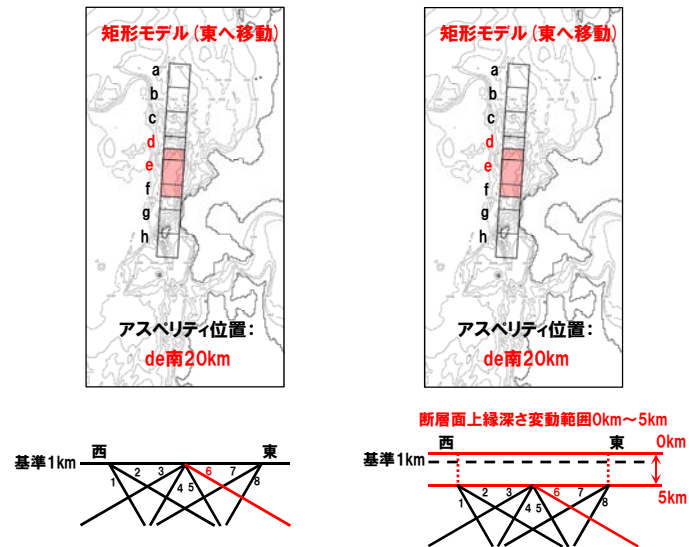 矩形モデル(東へ移動)
a
b
c
d
e
f
g
h
アスペリティ位置:
de南20km
西
東
基準1km
1
2
3
4
5
6
7
8
矩形モデル(東へ移動)
a
b
c
d
e
f
g
h
アスペリティ位置:
de南20km
断層面上縁深さ変動範囲0km~5km
西
東
0km
基準1km
5km
1
2
3
4
5
6
7
8